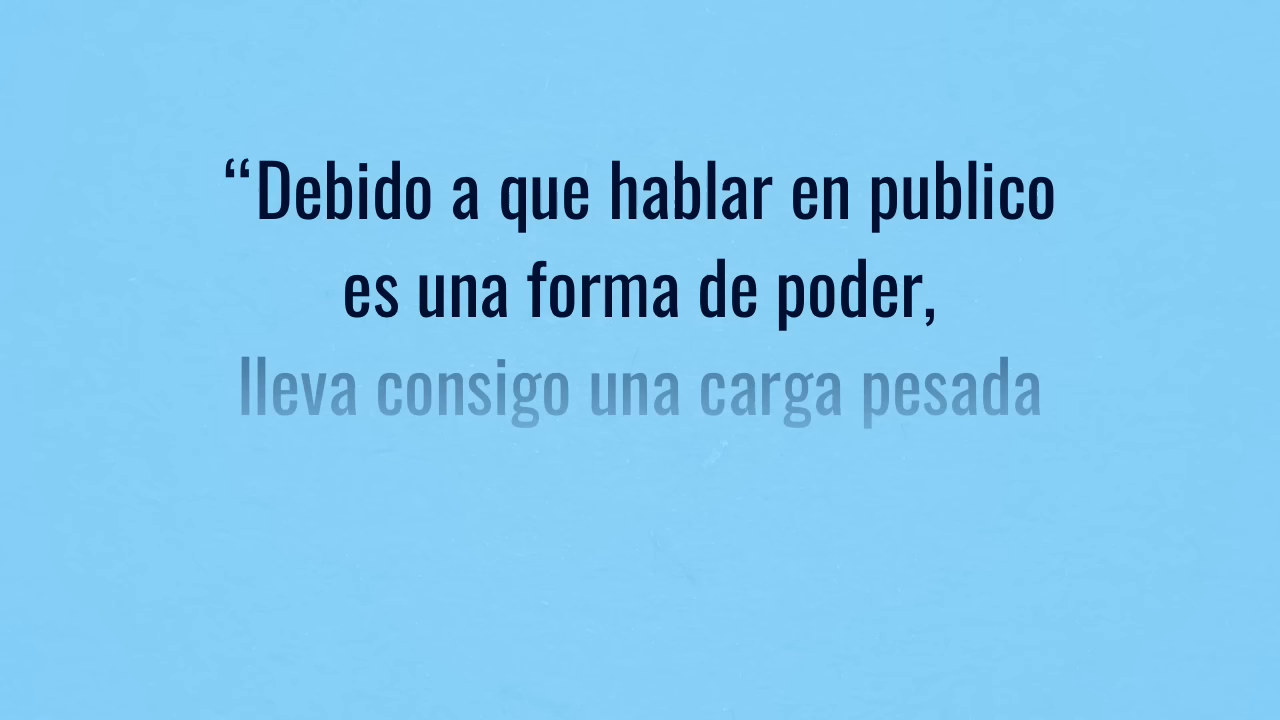 “Debido a que hablar en publico
es una forma de poder,
lleva consigo una carga pesada